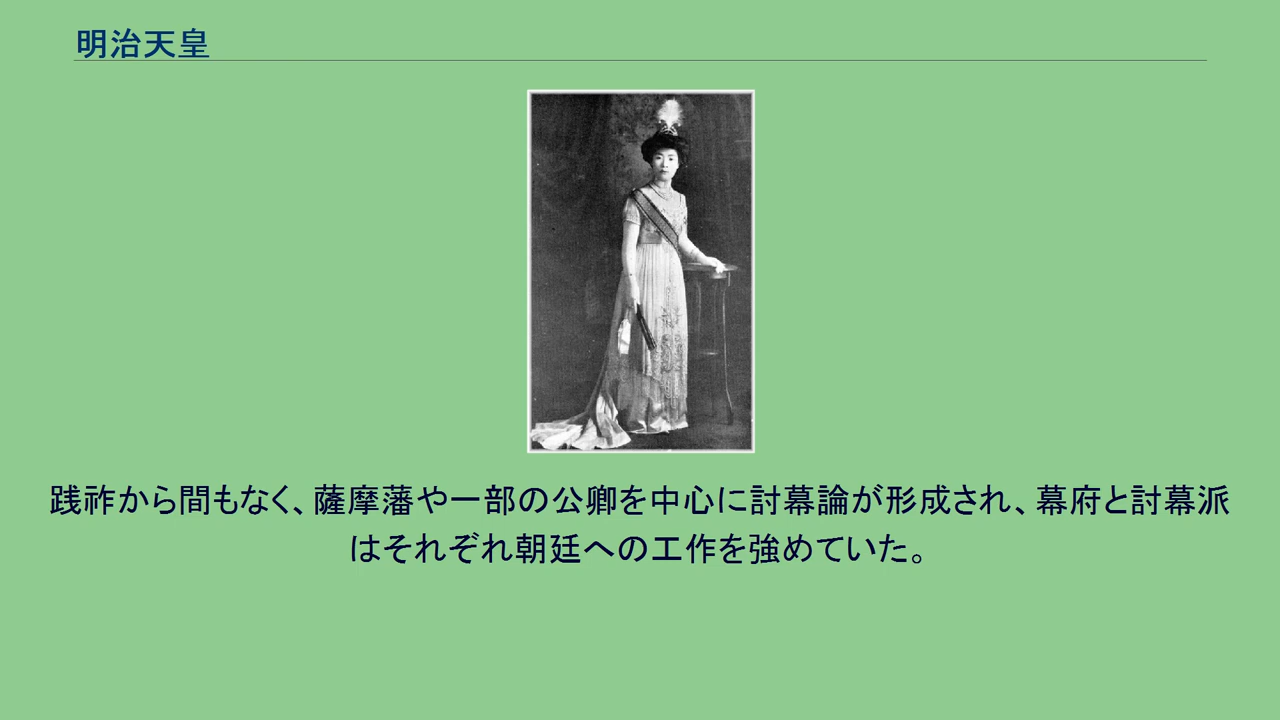 明治天皇
践祚から間もなく、薩摩藩や一部の公卿を中心に討幕論が形成され、幕府と討幕派
はそれぞれ朝廷への工作を強めていた。